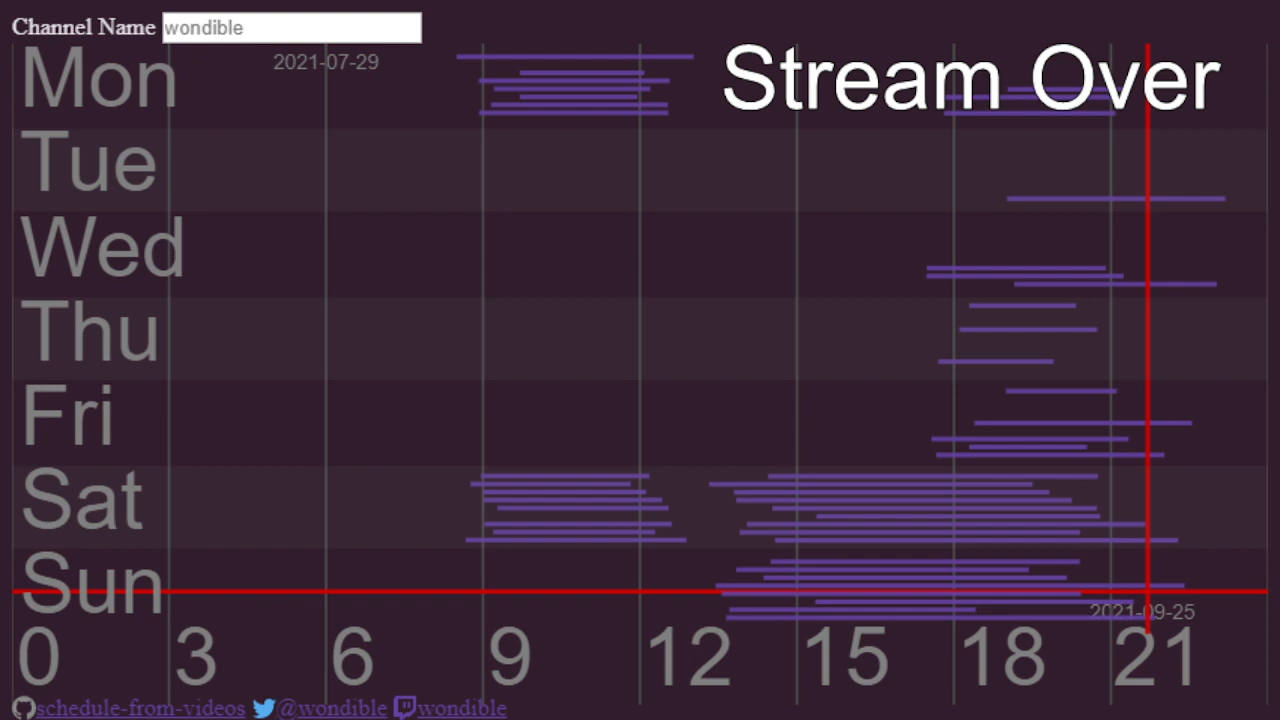 Channel Name wondible
Mon 2021-07-29 Stream Over
Tue
Wed
Thu
Fri
Sat
Sun
2021-09-25
0 3 6 9 12 15 18 21
schedule-from-videos @wondible wondible